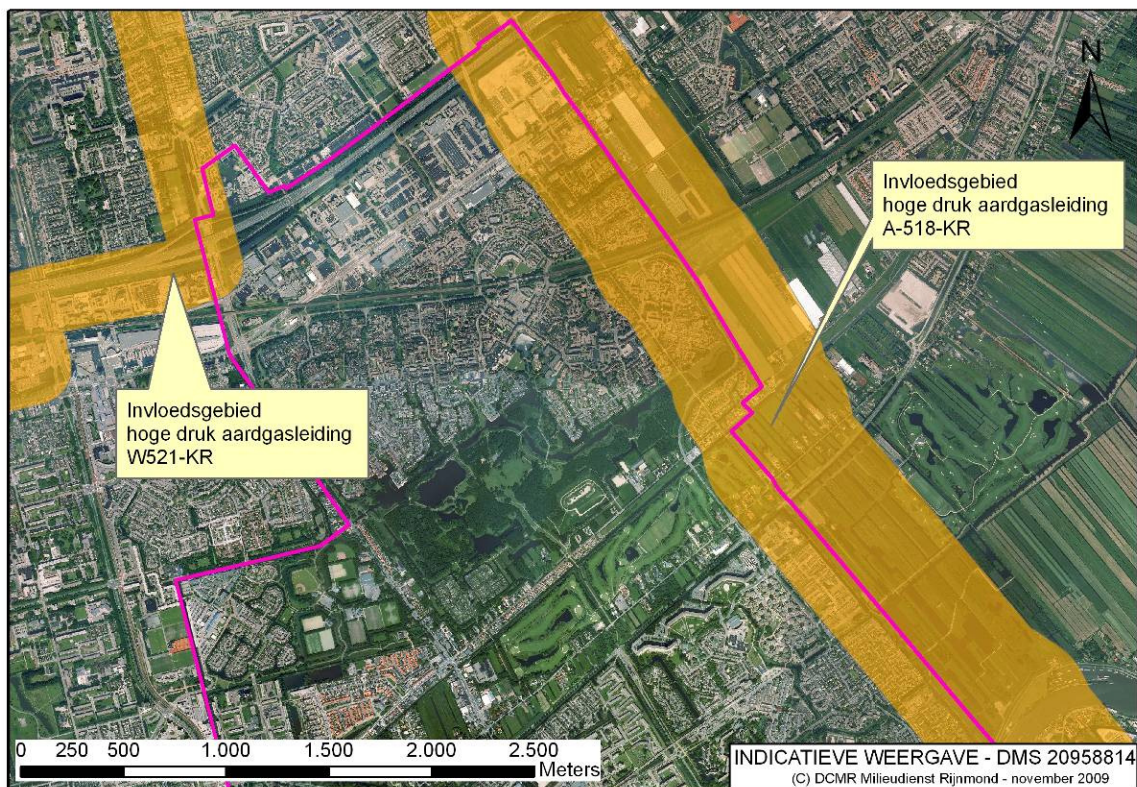 N
Invloedsgebied
hoge druk aardgasleiding
A-518-KR
Invloedsgebied
hoge druk aardgasleiding
W521-KR
0 250 500 1.000 1.500 2.000 2.500
Meters
INDICATIEVE WEERGAVE - DMS 20958814
(C) DCMR Milieudienst Rijnmond - november 2009